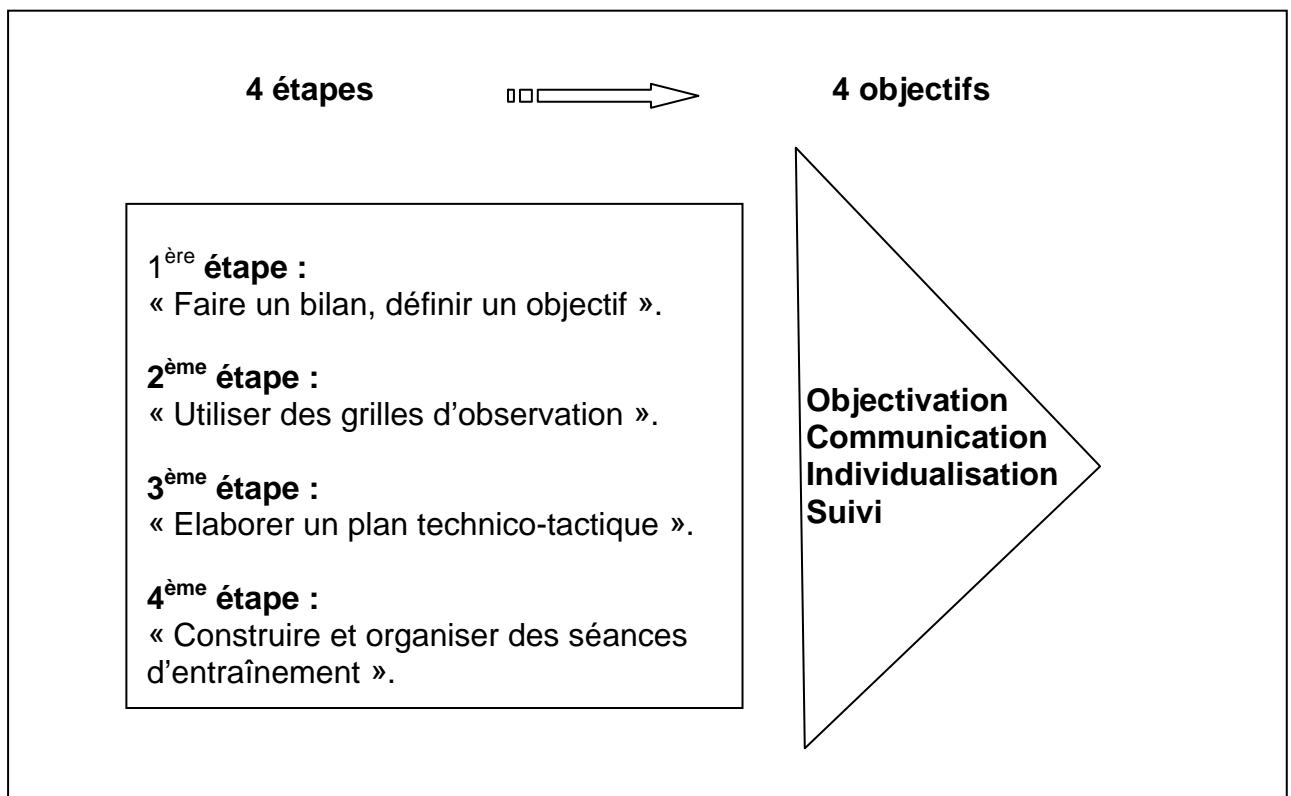 4 étapes
4 objectifs
1ère étape :
« Faire un bilan, définir un objectif ».
2ème étape :
« Utiliser des grilles d’observation ».
3ème étape :
« Elaborer un plan technico-tactique ».
4ème étape :
« Construire et organiser des séances
d’entraînement ».
Objectivation
Communication
Individualisation
Suivi